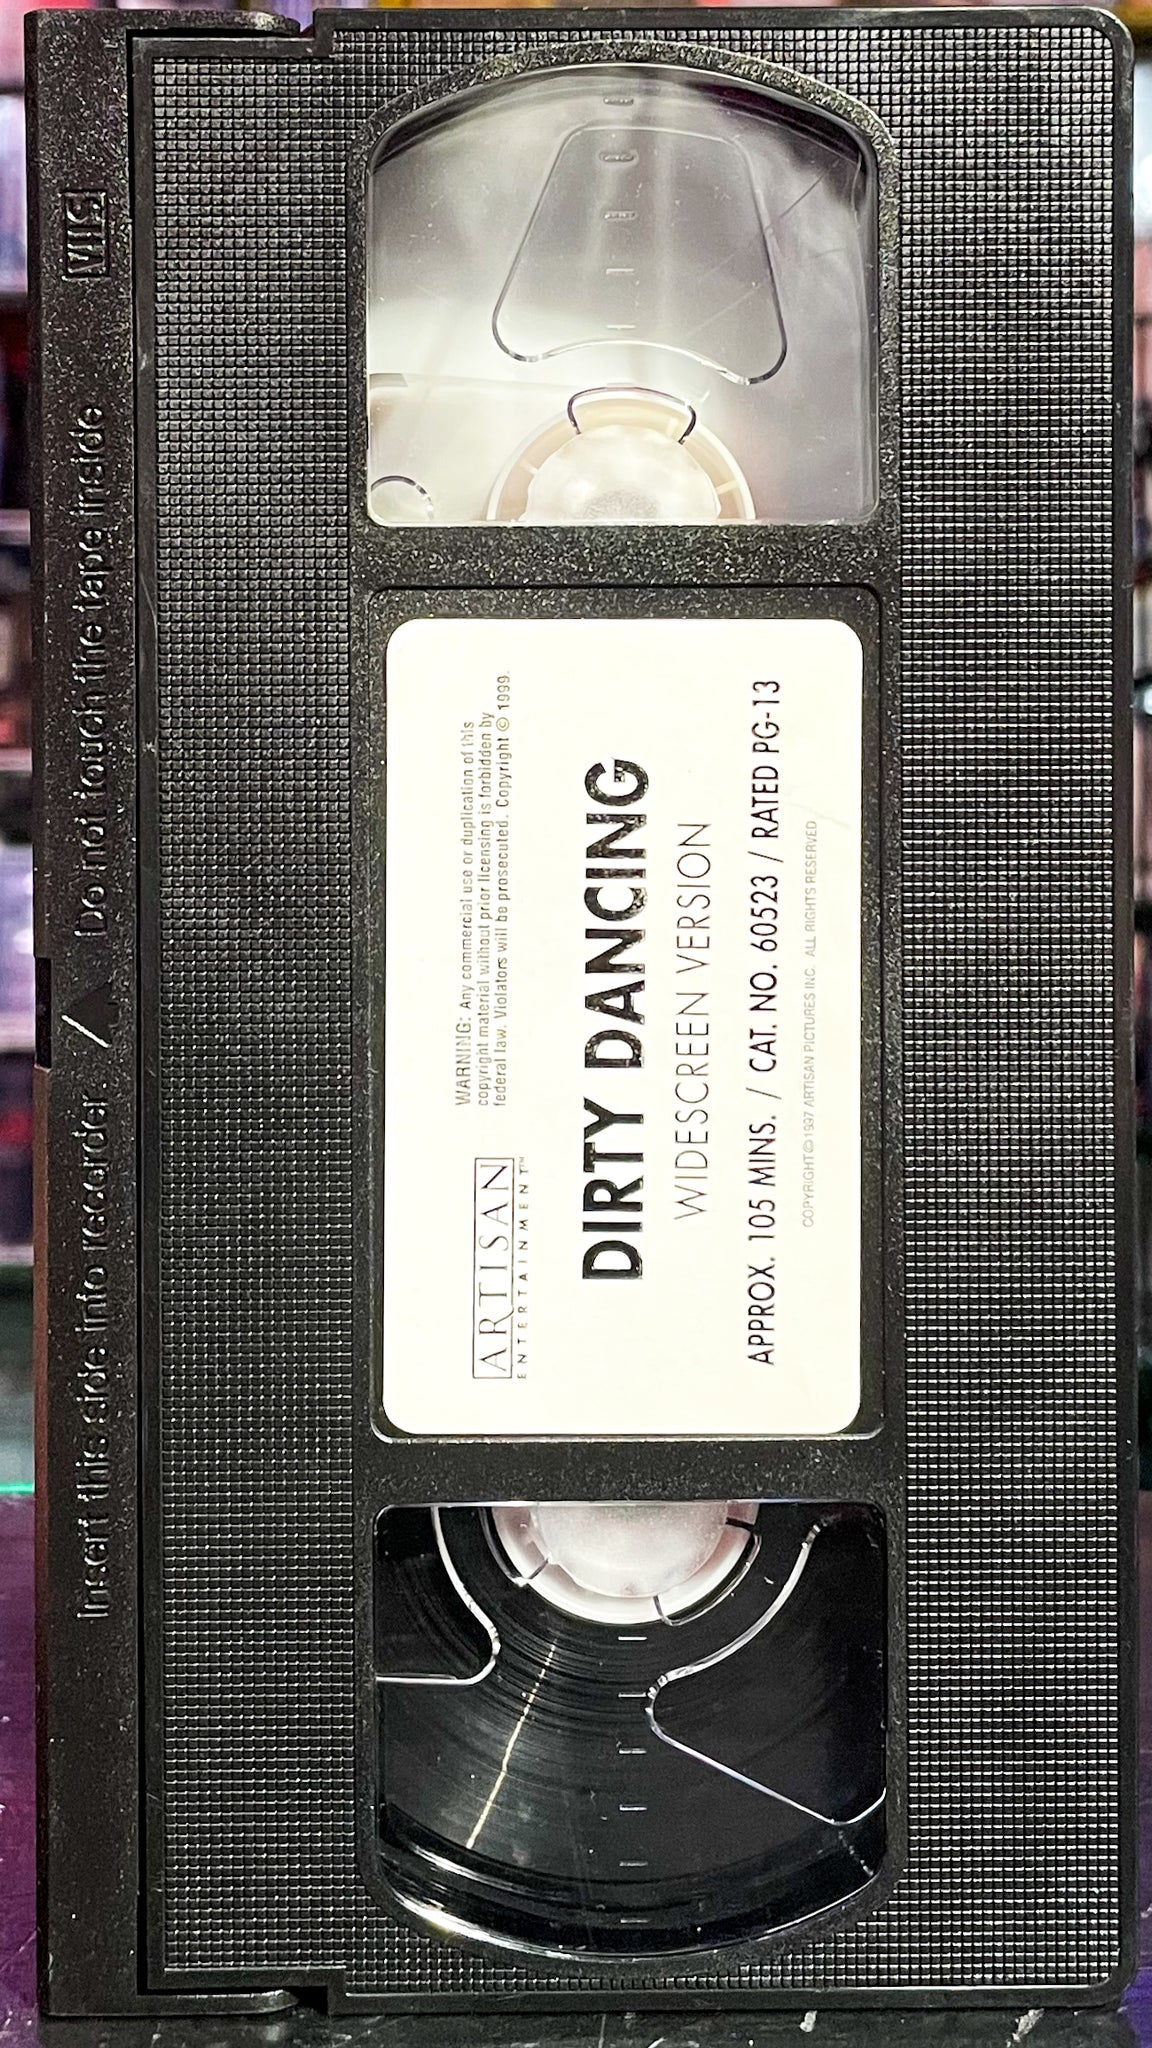 VHS
Insert this side into recorder
Do not touch the tape inside
ARTISAN
ENTERTAINMENT™
WARNING: Any commercial use or duplication of this
copyright material without prior licensing is forbidden by
federal law. Violators will be prosecuted. Copyright © 1999.
DIRTY DANCING
WIDESCREEN VERSION
APPROX. 105 MINS. / CAT. NO. 60523 / RATED PG-13
COPYRIGHT © 1997 ARTISAN PICTURES INC. ALL RIGHTS RESERVED